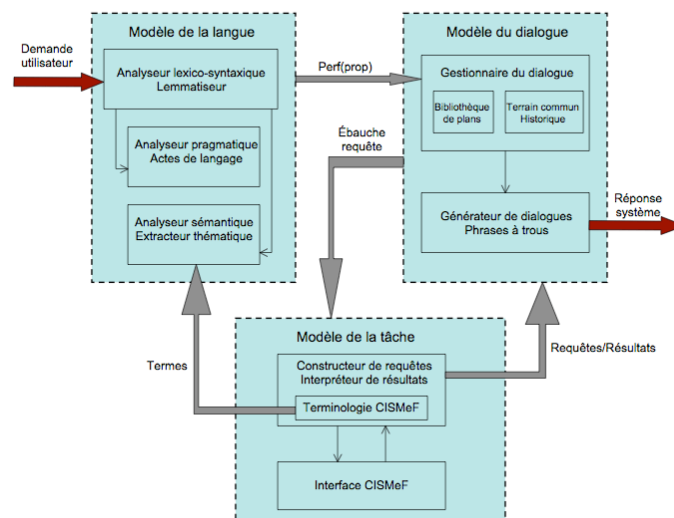 Demande
utilisateur
Modèle de la langue
Analyseur lexico-syntaxique
Lemmatiseur
Analyseur pragmatique
Actes de langage
Analyseur sémantique
Extracteur thématique
Perf(prop)
Ébauche
requête
Modèle du dialogue
Gestionnaire du dialogue
Bibliothèque
de plans
Terrain commun
Historique
Générateur de dialogues
Phrases à trous
Réponse
système
Termes
Modèle de la tâche
Constructeur de requêtes
Interpréteur de résultats
Terminologie CISMeF
Interface CISMeF
Requêtes/Résultats